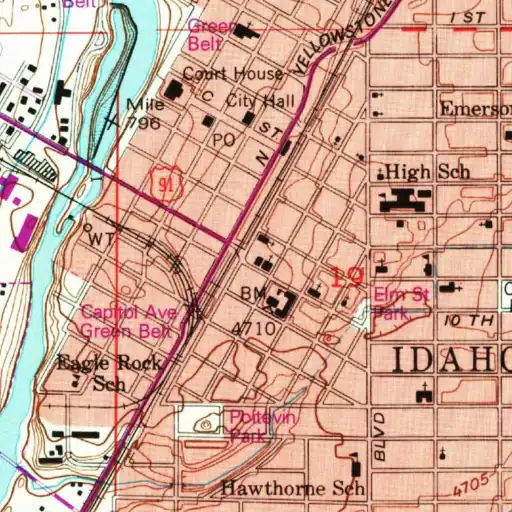 Belt
Green
Belt
YELLOWSTONE
1 ST
Court House
C
City Hall
Mile
796
ST
Emerson
PO
N
High Sch
91
WT
19
BM
4710
Elm St
Park
Capitol Ave
Green Belt
10 TH
Eagle Rock
Sch
IDAHO
Poitevin
Park
BLVD
Hawthorne Sch
4705